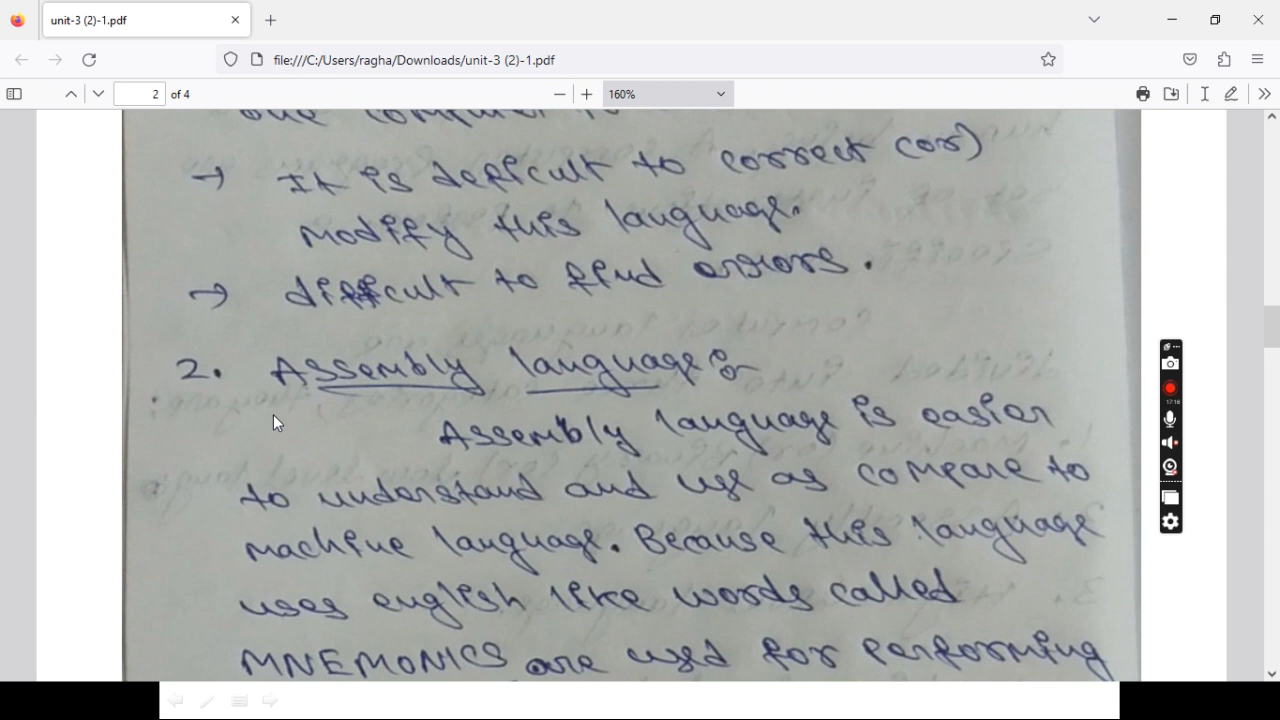 unit-3 (2)-1.pdf
file:///C:/Users/ragha/Downloads/unit-3 (2)-1.pdf
2 of 4
160%
→ It is defficult to correct (or)
modify this language.
→ difficult to find errors.
2. Assembly language:-
Assembly language is easier
to understand and use as compare to
machine language. Because this language
uses english like words called
MNEMONICS are used for performing
17:16